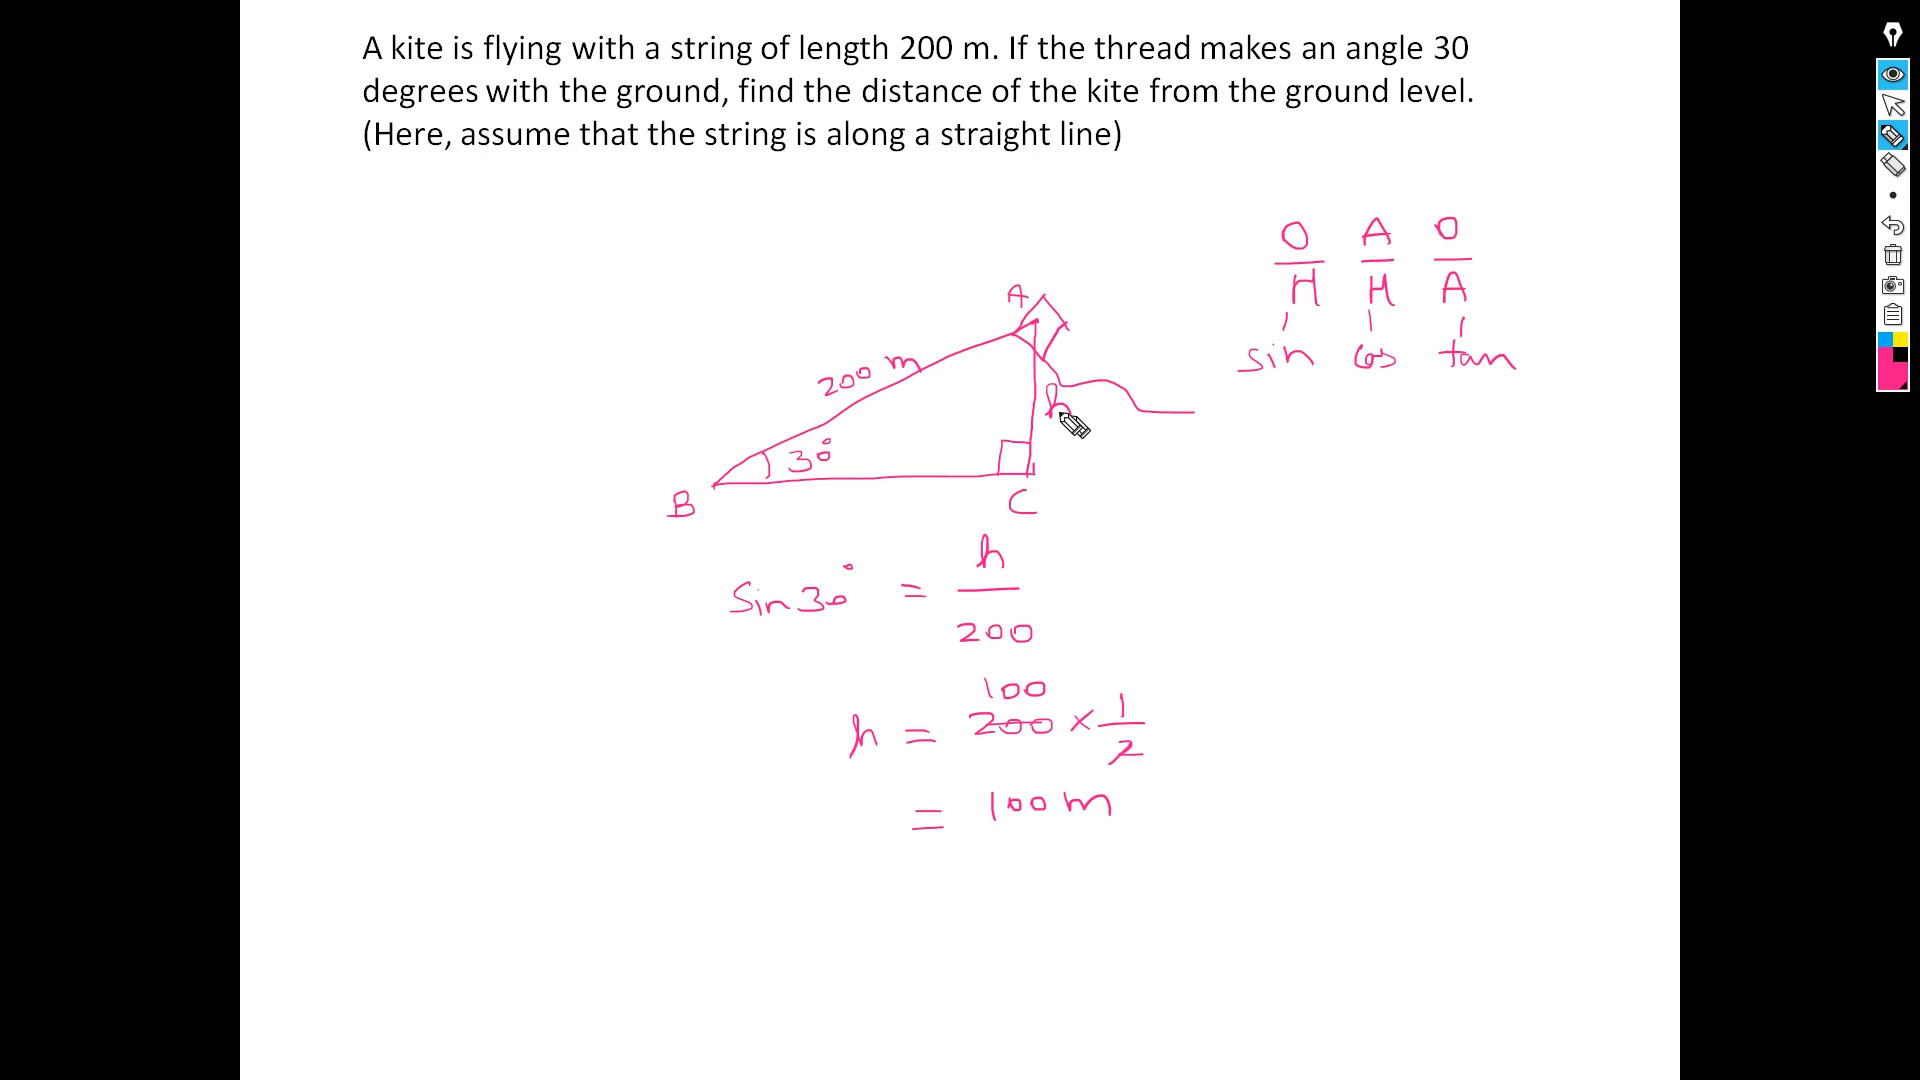 A kite is flying with a string of length 200 m. If the thread makes an angle 30
degrees with the ground, find the distance of the kite from the ground level.
(Here, assume that the string is along a straight line)
O A O
H H A
sin cos tan
A
200 m
h
30°
B
C
sin 30° = h
200
100
h = 200 × 1
2
= 100 m